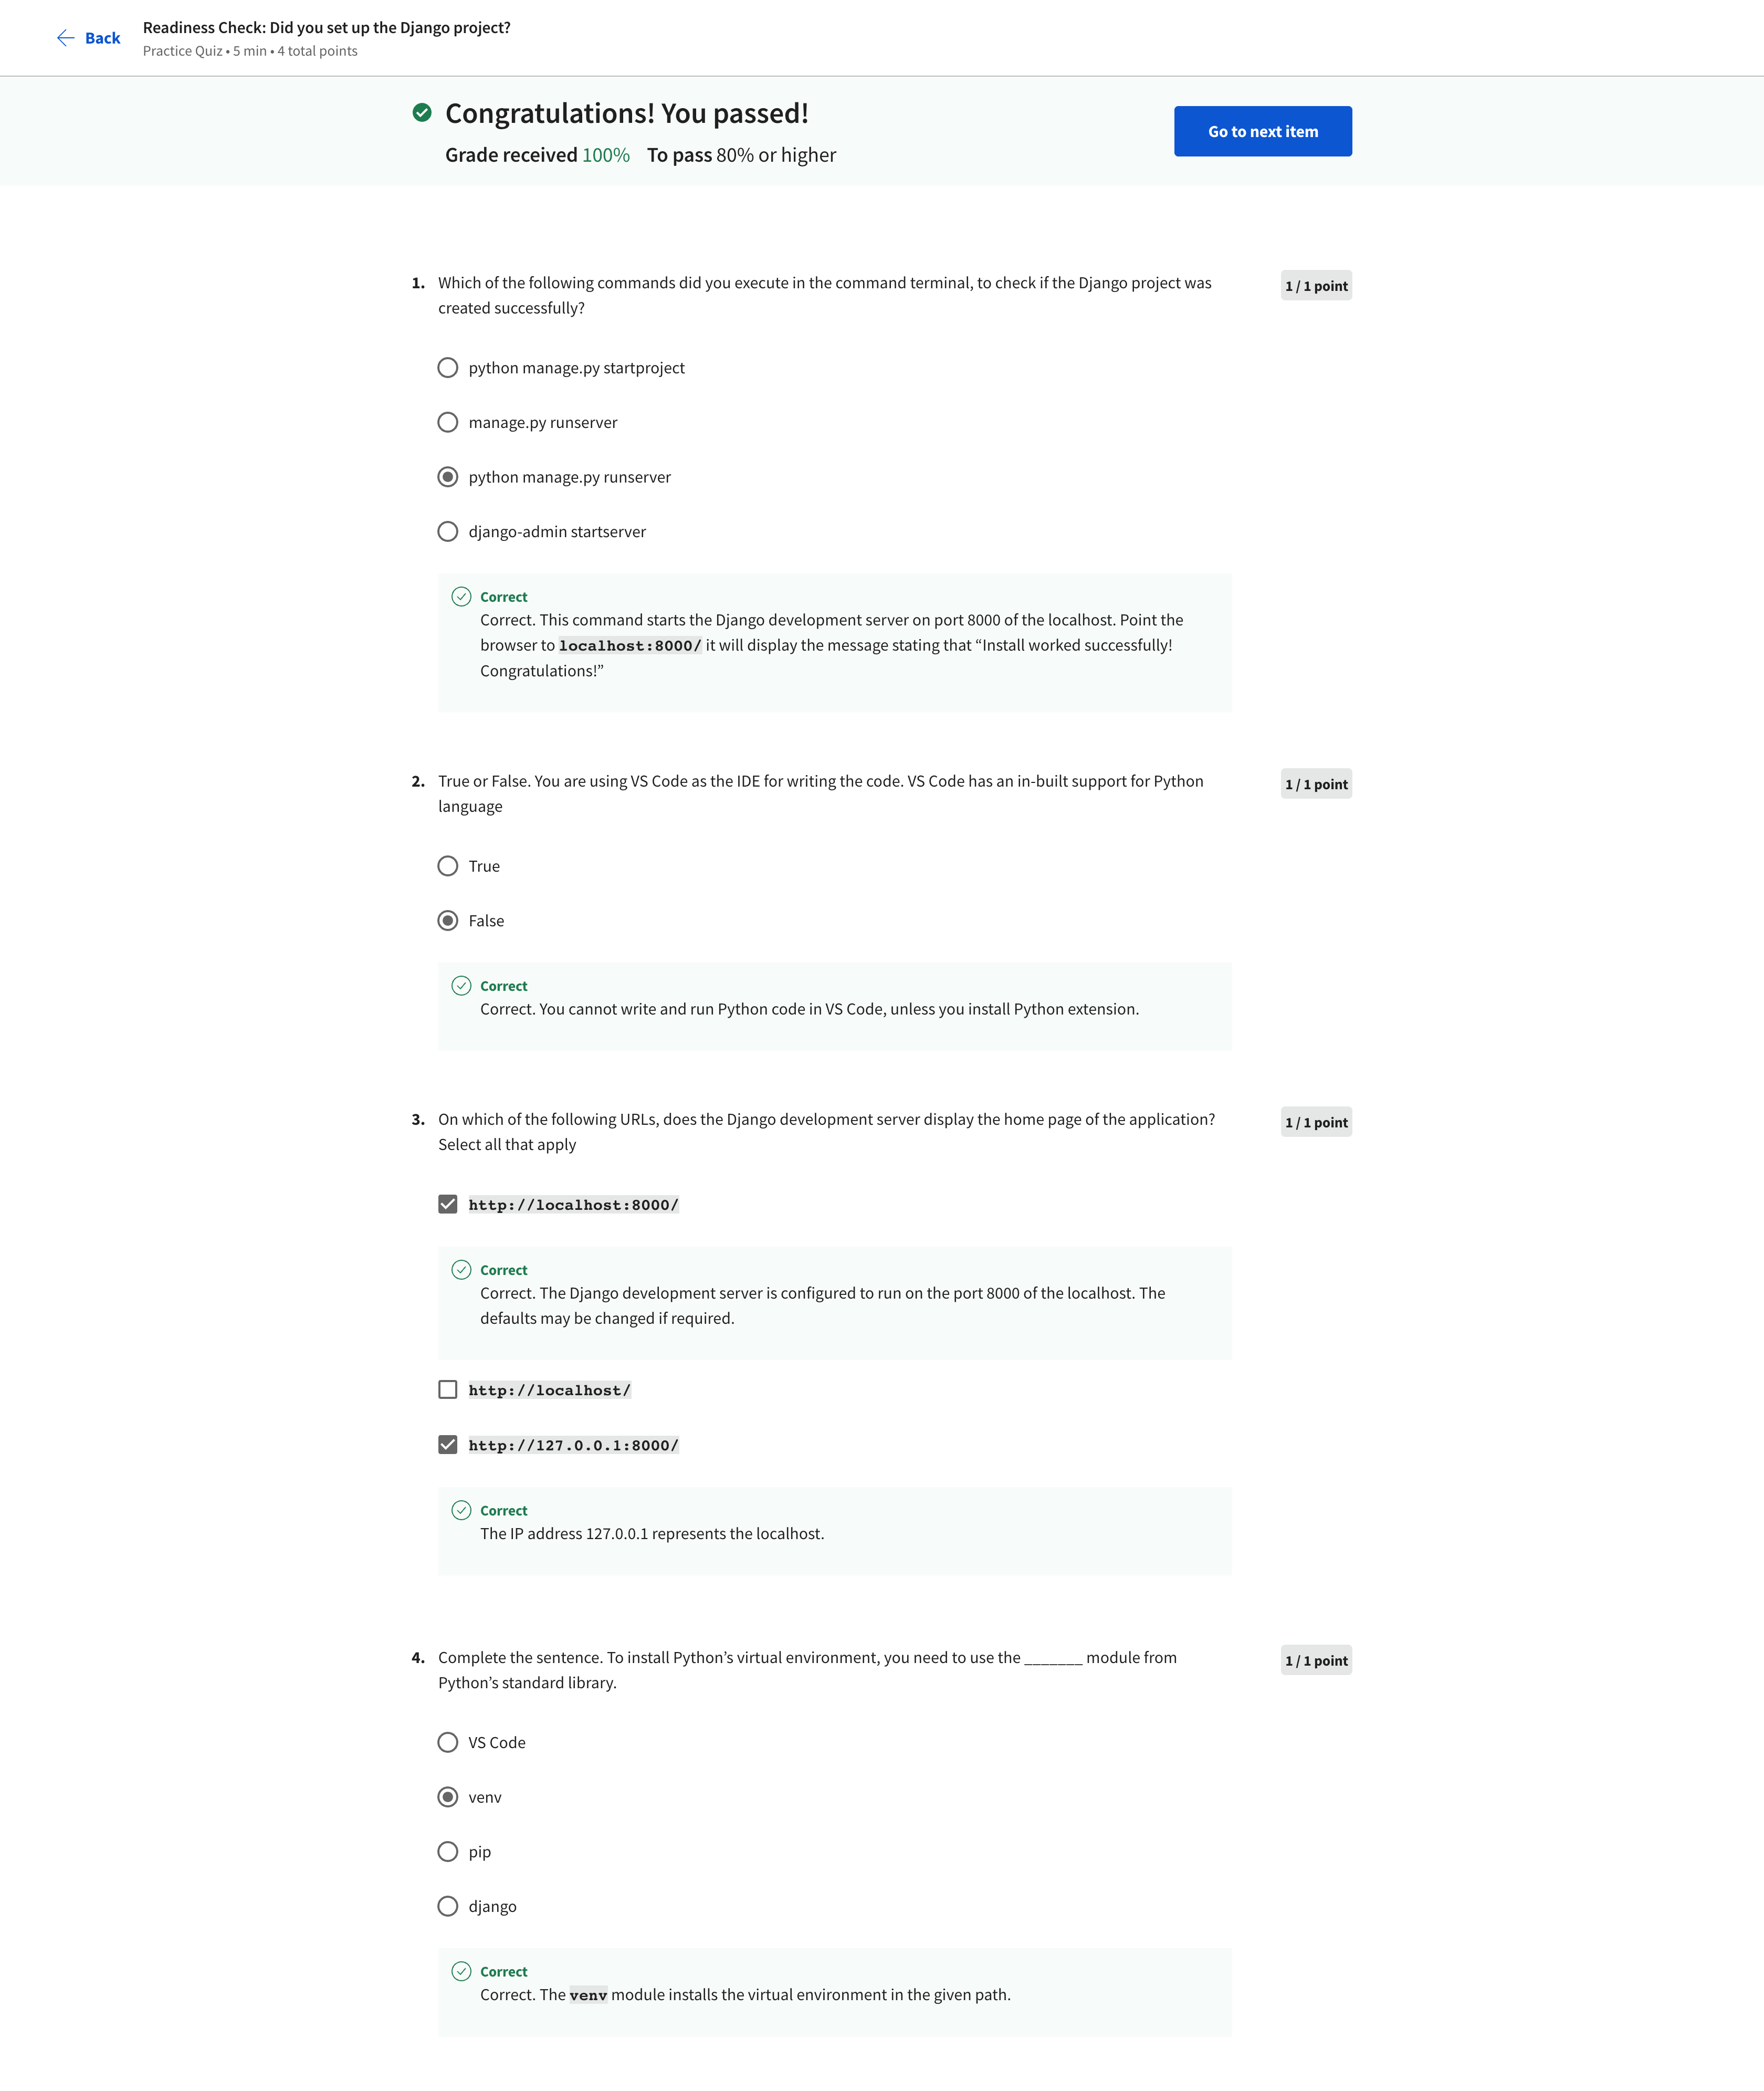 Back
Readiness Check: Did you set up the Django project?
Practice Quiz • 5 min • 4 total points
Congratulations! You passed!
Grade received 100% To pass 80% or higher
Go to next item
1. Which of the following commands did you execute in the command terminal, to check if the Django project was
created successfully?
1 / 1 point
python manage.py startproject
manage.py runserver
python manage.py runserver
django-admin startserver
Correct
Correct. This command starts the Django development server on port 8000 of the localhost. Point the
browser to localhost:8000/ it will display the message stating that “Install worked successfully!
Congratulations!”
2. True or False. You are using VS Code as the IDE for writing the code. VS Code has an in-built support for Python
language
1 / 1 point
True
False
Correct
Correct. You cannot write and run Python code in VS Code, unless you install Python extension.
3. On which of the following URLs, does the Django development server display the home page of the application?
Select all that apply
1 / 1 point
http://localhost:8000/
Correct
Correct. The Django development server is configured to run on the port 8000 of the localhost. The
defaults may be changed if required.
http://localhost/
http://127.0.0.1:8000/
Correct
The IP address 127.0.0.1 represents the localhost.
4. Complete the sentence. To install Python’s virtual environment, you need to use the _______ module from
Python’s standard library.
1 / 1 point
VS Code
venv
pip
django
Correct
Correct. The venv module installs the virtual environment in the given path.